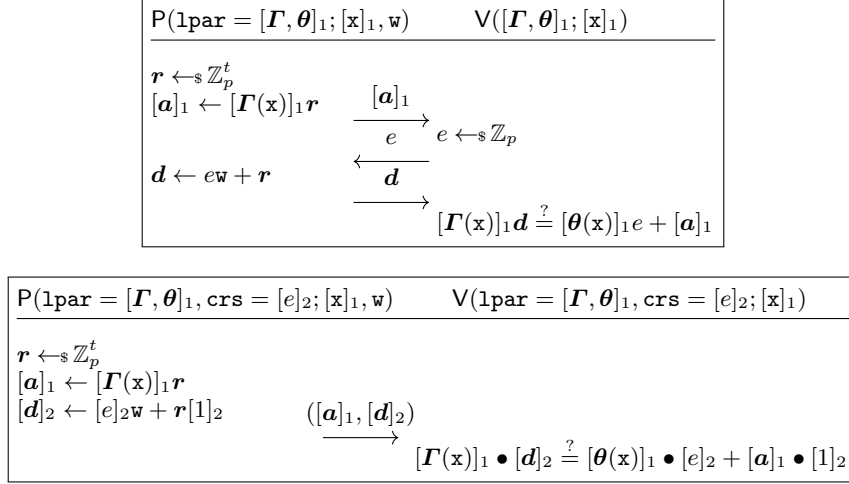 P(lpar = [Γ, θ]₁; [x]₁, w) V([Γ, θ]₁; [x]₁)
r ←$ ℤₚᵗ
[a]₁ ← [Γ(x)]₁r [a]₁
e e ←$ ℤₚ
d ← ew + r d
[Γ(x)]₁d ≟ [θ(x)]₁e + [a]₁
P(lpar = [Γ, θ]₁, crs = [e]₂; [x]₁, w) V(lpar = [Γ, θ]₁, crs = [e]₂; [x]₁)
r ←$ ℤₚᵗ
[a]₁ ← [Γ(x)]₁r
[d]₂ ← [e]₂w + r[1]₂ ([a]₁, [d]₂)
[Γ(x)]₁ • [d]₂ ≟ [θ(x)]₁ • [e]₂ + [a]₁ • [1]₂